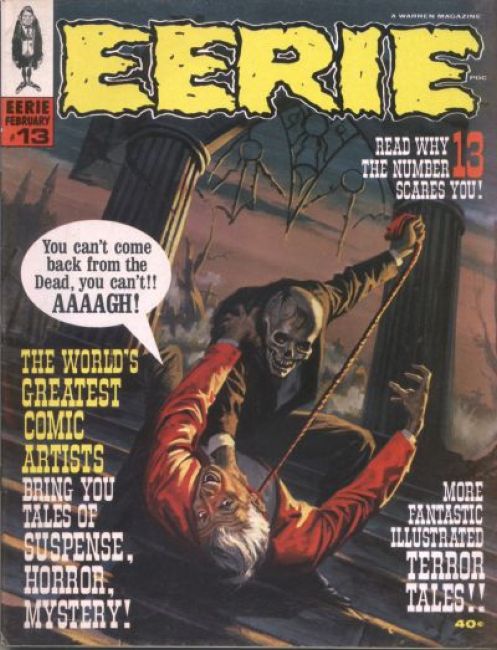 A WARREN MAGAZINE
EERIE
PDC
EERIE
FEBRUARY
#13
READ WHY
THE NUMBER 13
SCARES YOU!
You can't come
back from the
Dead, you can't!!
AAAAGH!
THE WORLD'S
GREATEST
COMIC
ARTISTS
BRING YOU
TALES OF
SUSPENSE,
HORROR,
MYSTERY!
MORE
FANTASTIC
ILLUSTRATED
TERROR
TALES!!
40¢